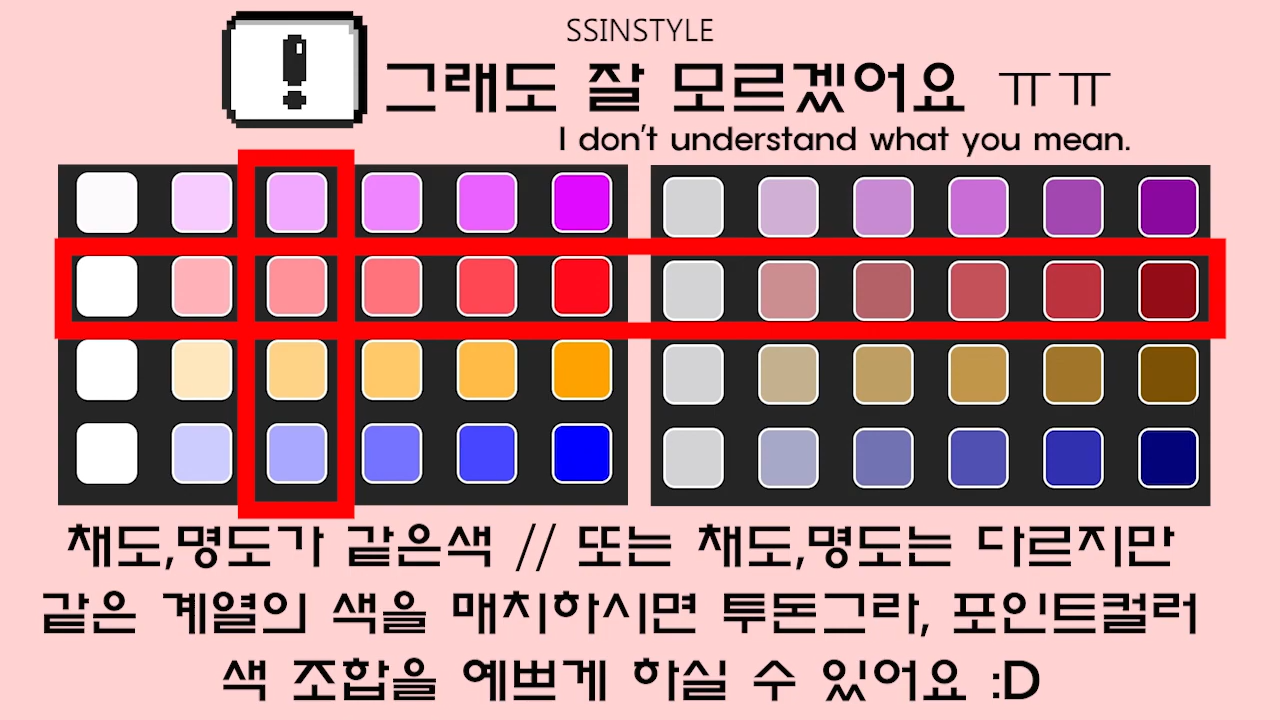 SSINSTYLE
그래도 잘 모르겠어요 ㅠㅠ
I don't understand what you mean.
채도,명도가 같은색 // 또는 채도,명도는 다르지만
같은 계열의 색을 매치하시면 투돈그라, 포인트컬러
색 조합을 예쁘게 하실 수 있어요 :D